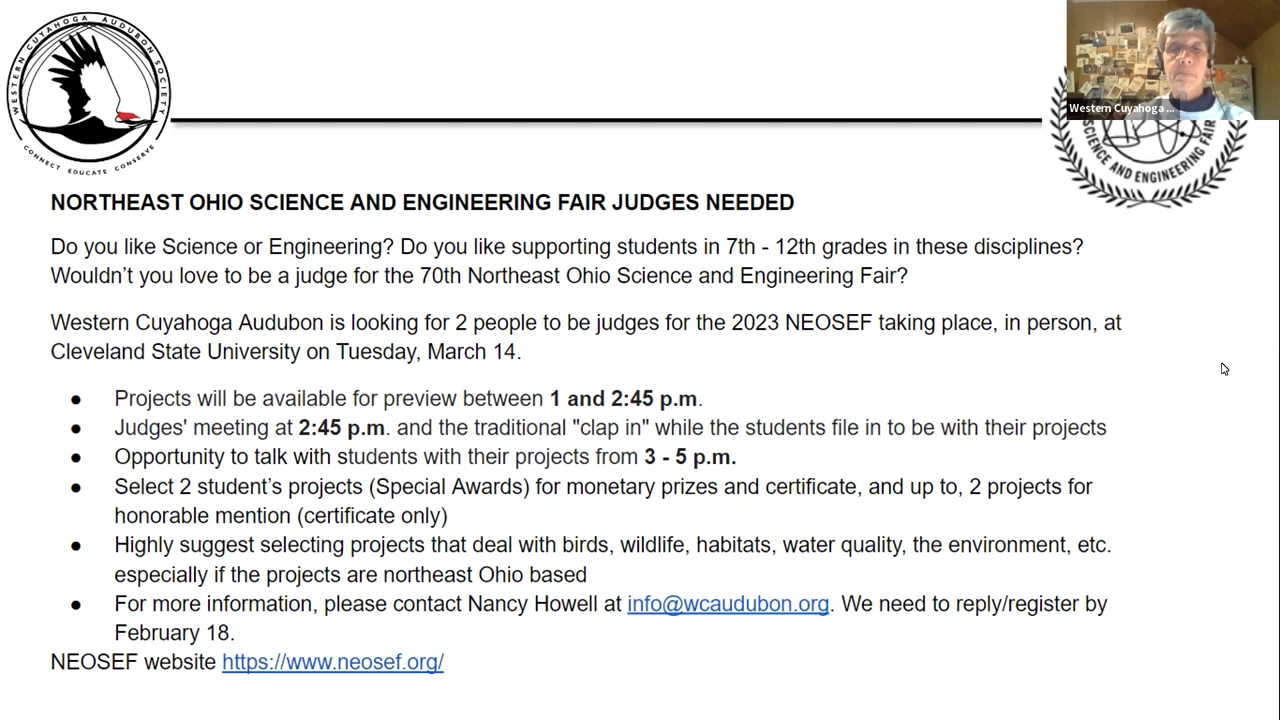 WESTERN CUYAHOGA AUDUBON SOCIETY
CONNECT EDUCATE CONSERVE
Western Cuyahoga ...
SCIENCE AND ENGINEERING FAIR
NORTHEAST OHIO SCIENCE AND ENGINEERING FAIR JUDGES NEEDED
Do you like Science or Engineering? Do you like supporting students in 7th - 12th grades in these disciplines?
Wouldn’t you love to be a judge for the 70th Northeast Ohio Science and Engineering Fair?
Western Cuyahoga Audubon is looking for 2 people to be judges for the 2023 NEOSEF taking place, in person, at
Cleveland State University on Tuesday, March 14.
● Projects will be available for preview between 1 and 2:45 p.m.
● Judges' meeting at 2:45 p.m. and the traditional "clap in" while the students file in to be with their projects
● Opportunity to talk with students with their projects from 3 - 5 p.m.
● Select 2 student’s projects (Special Awards) for monetary prizes and certificate, and up to, 2 projects for
honorable mention (certificate only)
● Highly suggest selecting projects that deal with birds, wildlife, habitats, water quality, the environment, etc.
especially if the projects are northeast Ohio based
● For more information, please contact Nancy Howell at info@wcaudubon.org. We need to reply/register by
February 18.
NEOSEF website https://www.neosef.org/